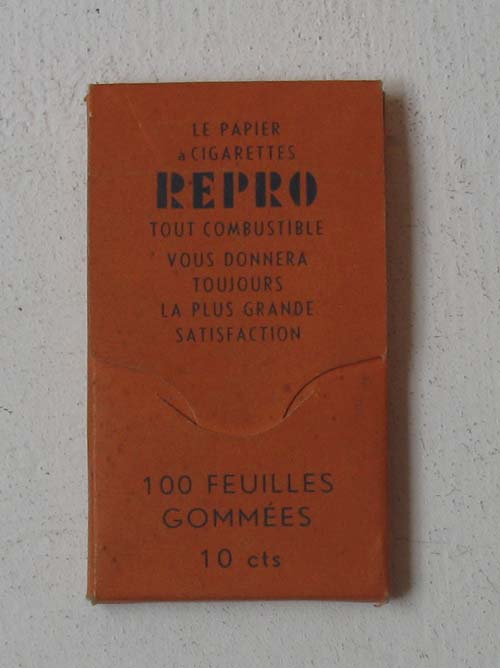 LE PAPIER
à CIGARETTES
REPRO
TOUT COMBUSTIBLE
VOUS DONNERA
TOUJOURS
LA PLUS GRANDE
SATISFACTION
100 FEUILLES
GOMMÉES
10 cts